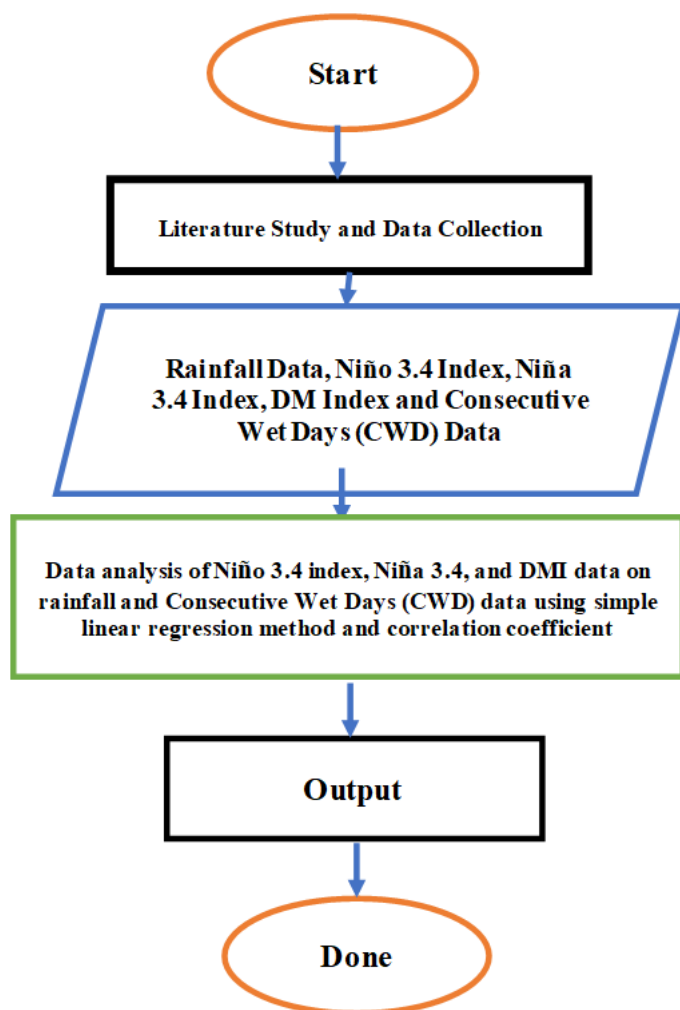 Start
Literature Study and Data Collection
Rainfall Data, Niño 3.4 Index, Niña
3.4 Index, DM Index and Consecutive
Wet Days (CWD) Data
Data analysis of Niño 3.4 index, Niña 3.4, and DMI data on
rainfall and Consecutive Wet Days (CWD) data using simple
linear regression method and correlation coefficient
Output
Done